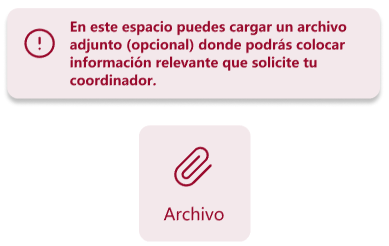 En este espacio puedes cargar un archivo
adjunto (opcional) donde podrás colocar
información relevante que solicite tu
coordinador.
Archivo